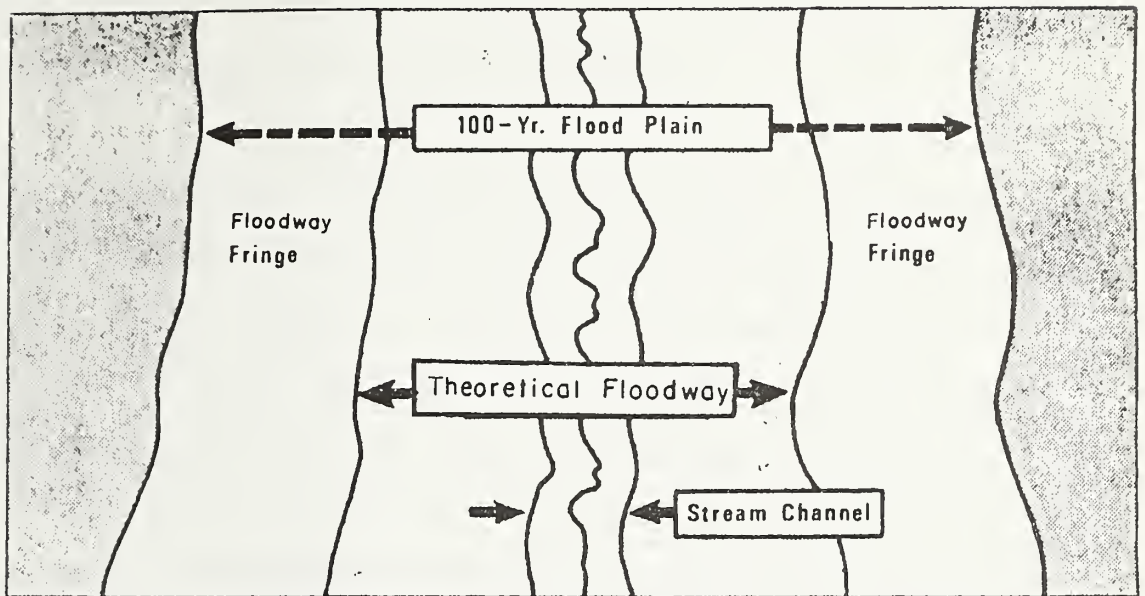 100-Yr. Flood Plain
Floodway
Fringe
Floodway
Fringe
Theoretical Floodway
Stream Channel